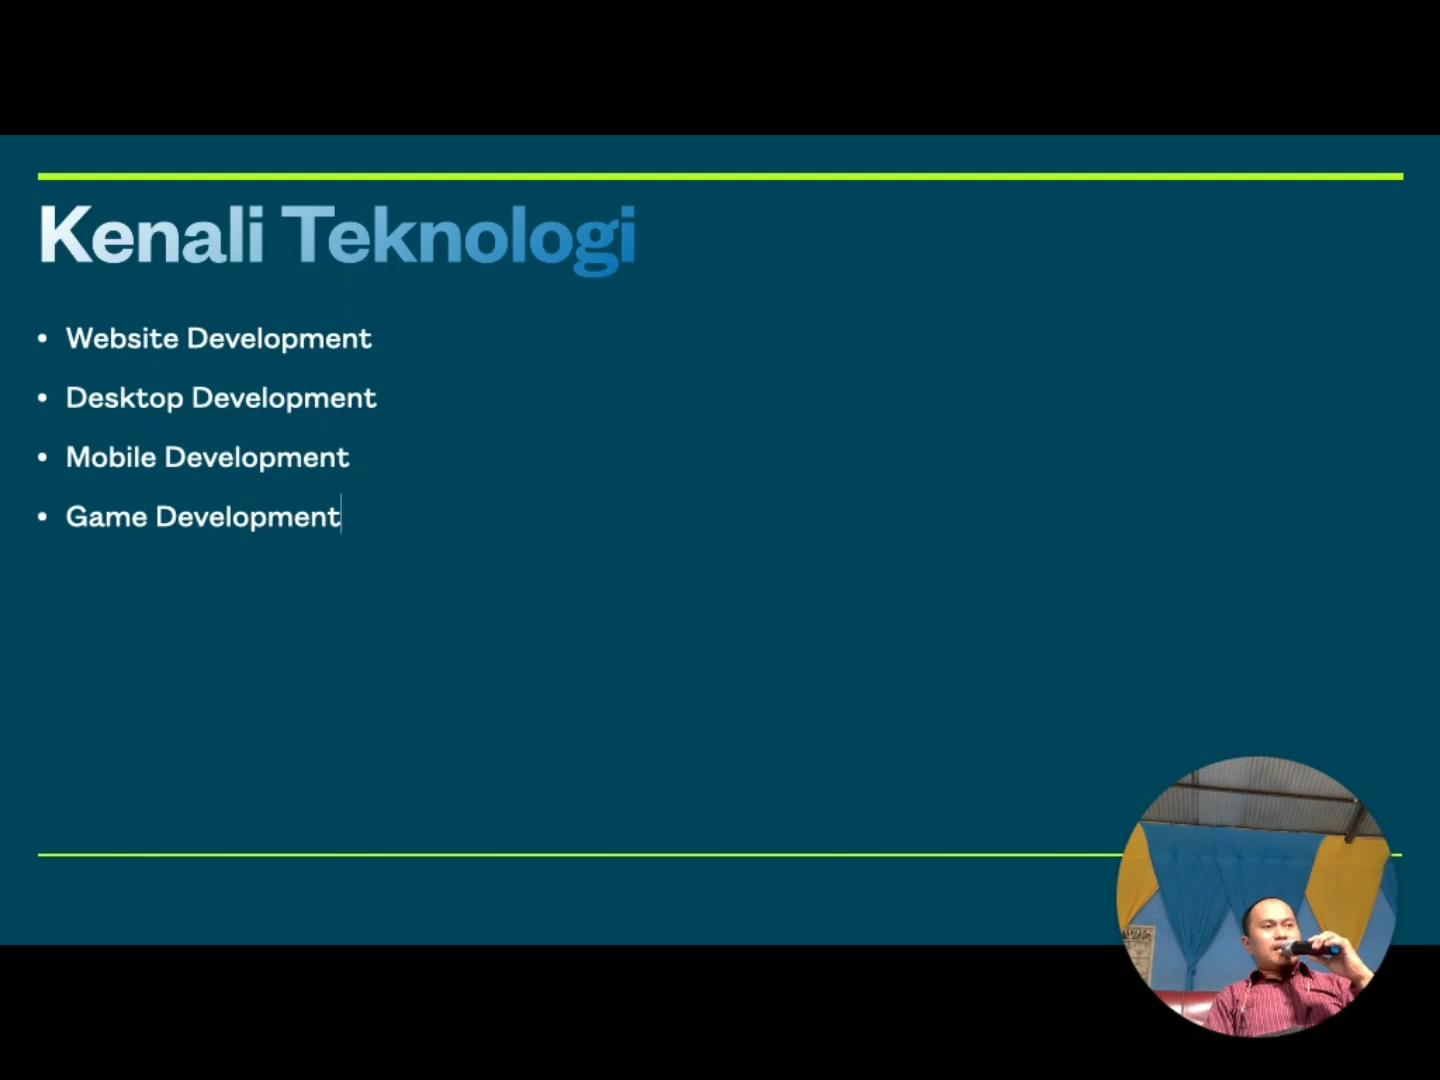 Kenali Teknologi
• Website Development
• Desktop Development
• Mobile Development
• Game Development